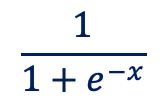 1
1 + e^{-x}